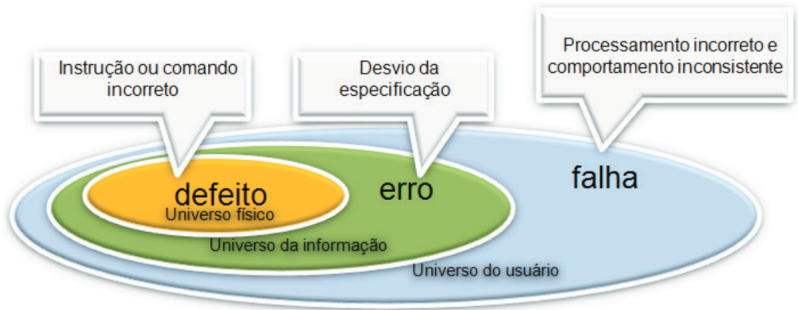 Instrução ou comando
incorreto
Desvio da
especificação
Processamento incorreto e
comportamento inconsistente
defeito
Universo físico
erro
Universo da informação
falha
Universo do usuário